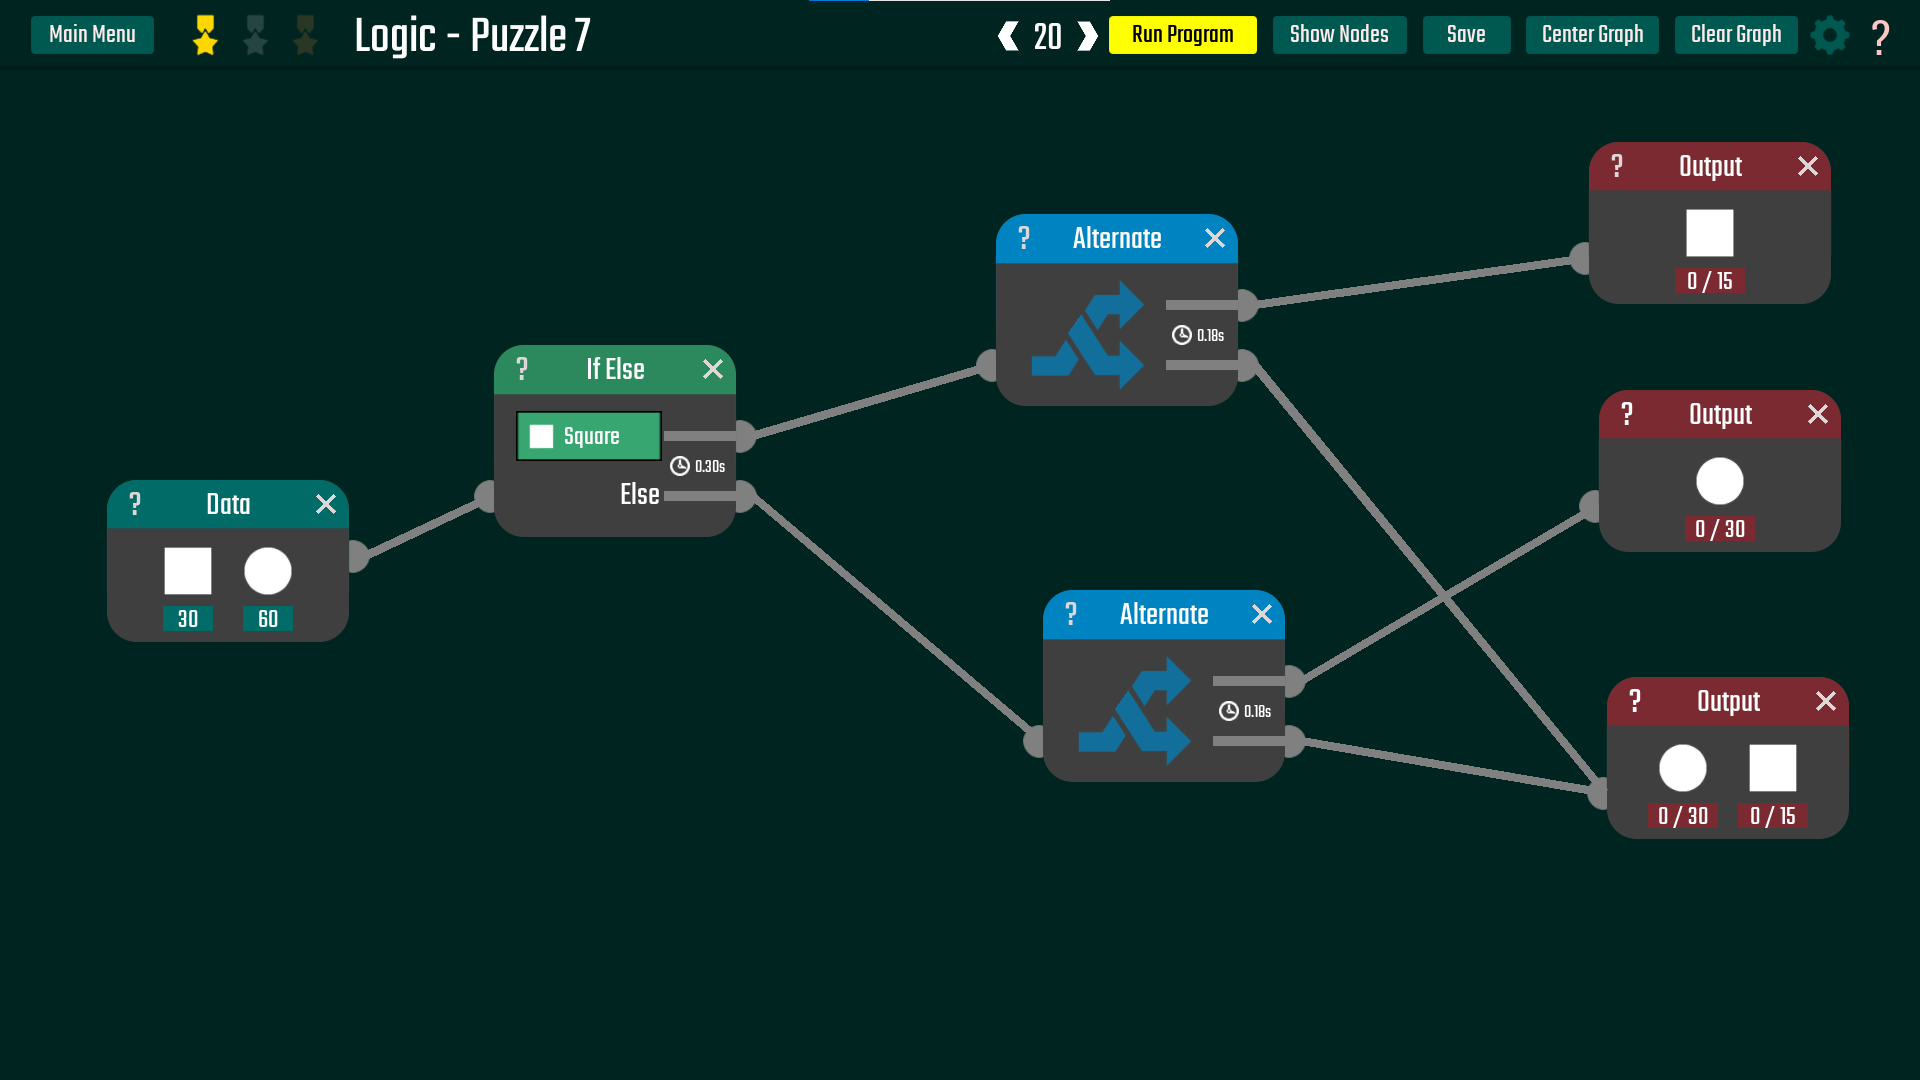 Main Menu
Logic - Puzzle 7
20
Run Program
Show Nodes
Save
Center Graph
Clear Graph
?
? Output
0 / 15
? Alternate
0.18s
? If Else
Square
0.30s
Else
? Output
0 / 30
? Data
30 60
? Alternate
0.18s
? Output
0 / 30 0 / 15